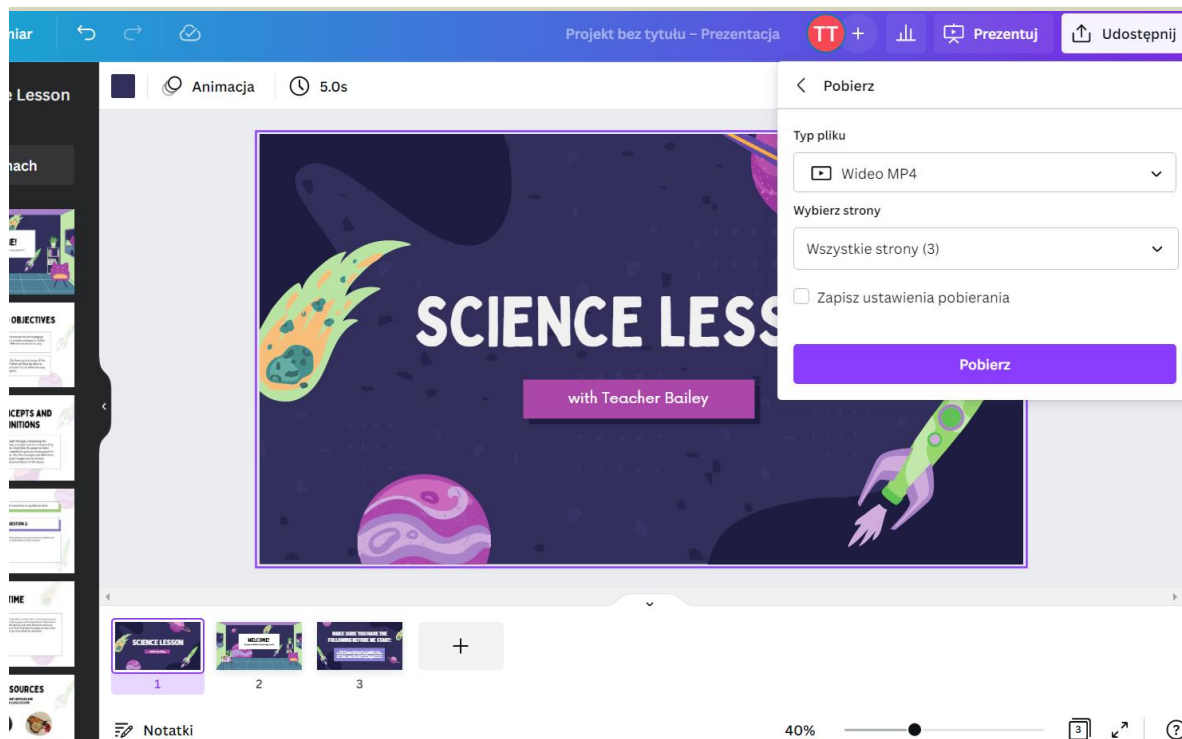 miar
Projekt bez tytułu – Prezentacja
TT
+
Prezentuj
Udostępnij
e Lesson
nach
Animacja
5.0s
Pobierz
Typ pliku
Wideo MP4
Wybierz strony
Wszystkie strony (3)
Zapisz ustawienia pobierania
Pobierz
OBJECTIVES
CEPTS AND
INITIONS
TIME
SOURCES
SCIENCE LESS
with Teacher Bailey
SCIENCE LESSON
WELCOME!
MAKE SURE YOU HAVE THE
FOLLOWING BEFORE WE START:
+
1
2
3
Notatki
40%
3
?